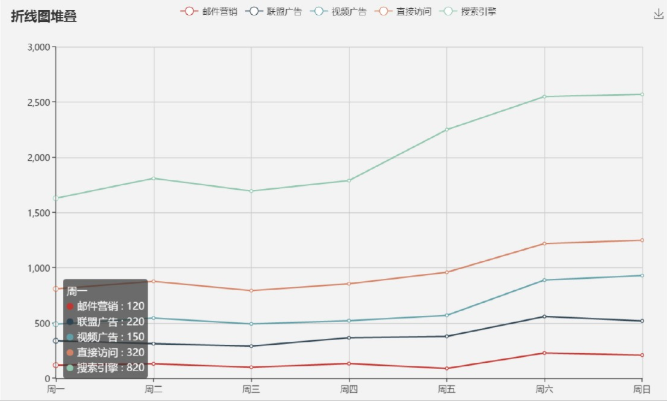 折线图堆叠
邮件营销 联盟广告 视频广告 直接访问 搜索引擎
3,000
2,500
2,000
1,500
1,000
500
0
周一
邮件营销 : 120
联盟广告 : 220
视频广告 : 150
直接访问 : 320
搜索引擎 : 820
周一 周二 周三 周四 周五 周六 周日